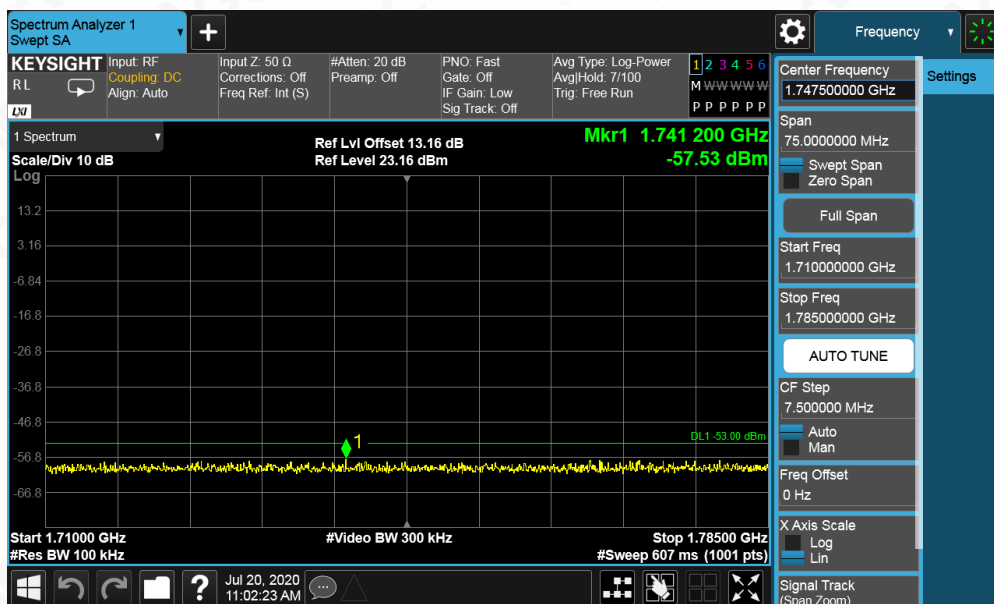 Spectrum Analyzer 1
Swept SA
+
Frequency
KEYSIGHT
RL
LXI
Input: RF
Coupling: DC
Align: Auto
Input Z: 50 Ω
Corrections: Off
Freq Ref: Int (S)
#Atten: 20 dB
Preamp: Off
PNO: Fast
Gate: Off
IF Gain: Low
Sig Track: Off
Avg Type: Log-Power
Avg|Hold: 7/100
Trig: Free Run
1 2 3 4 5 6
M W W W W W
P P P P P P
1 Spectrum
Scale/Div 10 dB
Log
Ref Lvl Offset 13.16 dB
Ref Level 23.16 dBm
Mkr1 1.741 200 GHz
-57.53 dBm
13.2
3.16
-6.84
-16.8
-26.8
-36.8
-46.8
-56.8
-66.8
1
DL1 -53.00 dBm
Start 1.71000 GHz
#Res BW 100 kHz
#Video BW 300 kHz
Stop 1.78500 GHz
#Sweep 607 ms (1001 pts)
?
Jul 20, 2020
11:02:23 AM
Center Frequency
1.747500000 GHz
Settings
Span
75.0000000 MHz
Swept Span
Zero Span
Full Span
Start Freq
1.710000000 GHz
Stop Freq
1.785000000 GHz
AUTO TUNE
CF Step
7.500000 MHz
Auto
Man
Freq Offset
0 Hz
X Axis Scale
Log
Lin
Signal Track
(Span Zoom)